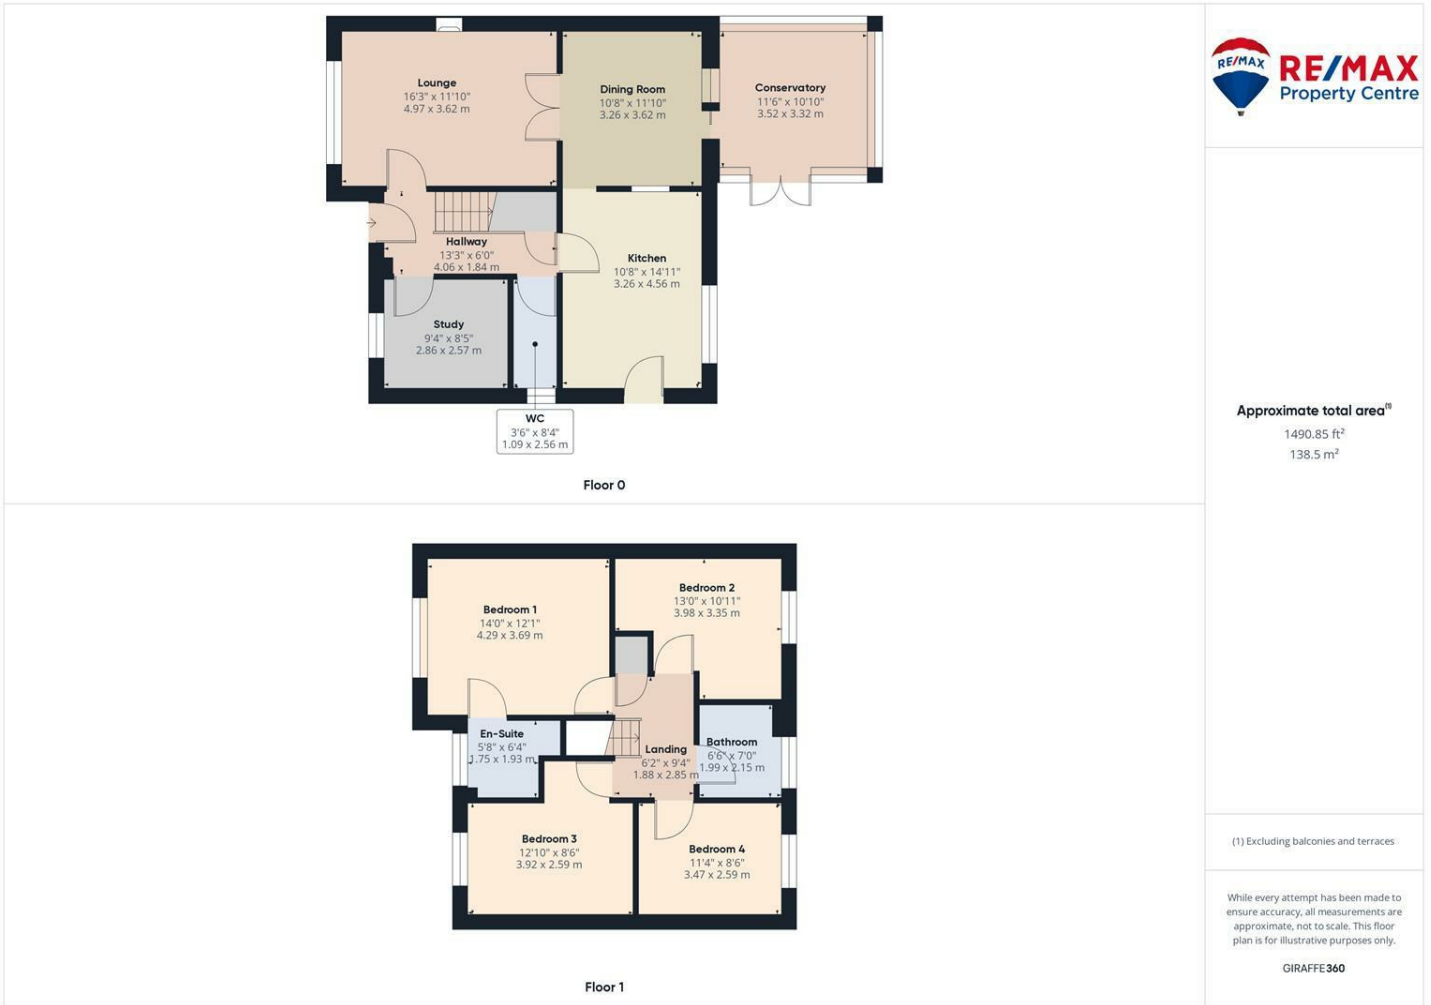 Lounge
16'3" x 11'10"
4.97 x 3.62 m
Dining Room
10'8" x 11'10"
3.26 x 3.62 m
Conservatory
11'6" x 10'10"
3.52 x 3.32 m
Hallway
13'3" x 6'0"
4.06 x 1.84 m
Kitchen
10'8" x 14'11"
3.26 x 4.56 m
Study
9'4" x 8'5"
2.86 x 2.57 m
WC
3'6" x 8'4"
1.09 x 2.56 m
Floor 0
Bedroom 1
14'0" x 12'1"
4.29 x 3.69 m
Bedroom 2
13'0" x 10'11"
3.98 x 3.35 m
En-Suite
5'8" x 6'4"
1.75 x 1.93 m
Landing
6'2" x 9'4"
1.88 x 2.85 m
Bathroom
6'6" x 7'0"
1.99 x 2.15 m
Bedroom 3
12'10" x 8'6"
3.92 x 2.59 m
Bedroom 4
11'4" x 8'6"
3.47 x 2.59 m
Floor 1
RE/MAX
RE/MAX
Property Centre
Approximate total area(1)
1490.85 ft²
138.5 m²
(1) Excluding balconies and terraces
While every attempt has been made to
ensure accuracy, all measurements are
approximate, not to scale. This floor
plan is for illustrative purposes only.
GIRAFFE360